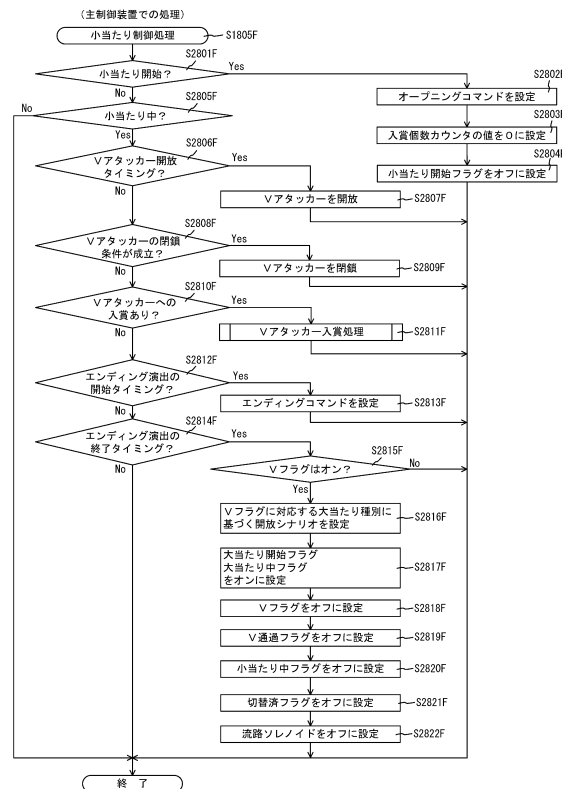 （主制御装置での処理）
小当たり制御処理
S1805F
S2801F
小当たり開始？
Yes
No
S2802F
オープニングコマンドを設定
S2803F
入賞個数カウンタの値を０に設定
S2804F
小当たり開始フラグをオフに設定
S2805F
No
小当たり中？
Yes
S2806F
Ｖアタッカー開放
タイミング？
Yes
No
Ｖアタッカーを開放
S2807F
S2808F
Ｖアタッカーの閉鎖
条件が成立？
Yes
No
Ｖアタッカーを閉鎖
S2809F
S2810F
Ｖアタッカーへの
入賞あり？
Yes
No
Ｖアタッカー入賞処理
S2811F
S2812F
エンディング演出の
開始タイミング？
Yes
No
エンディングコマンドを設定
S2813F
S2814F
エンディング演出の
終了タイミング？
Yes
No
S2815F
Ｖフラグはオン？
No
Yes
Ｖフラグに対応する大当たり種別に
基づく開放シナリオを設定
S2816F
大当たり開始フラグ
大当たり中フラグ
をオンに設定
S2817F
Ｖフラグをオフに設定
S2818F
Ｖ通過フラグをオフに設定
S2819F
小当たり中フラグをオフに設定
S2820F
切替済フラグをオフに設定
S2821F
流路ソレノイドをオフに設定
S2822F
終 了